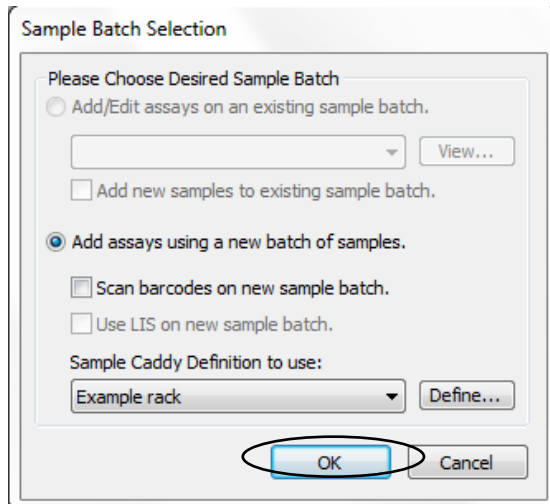 Sample Batch Selection
Please Choose Desired Sample Batch
Add/Edit assays on an existing sample batch.
View...
Add new samples to existing sample batch.
Add assays using a new batch of samples.
Scan barcodes on new sample batch.
Use LIS on new sample batch.
Sample Caddy Definition to use:
Example rack Define...
OK Cancel